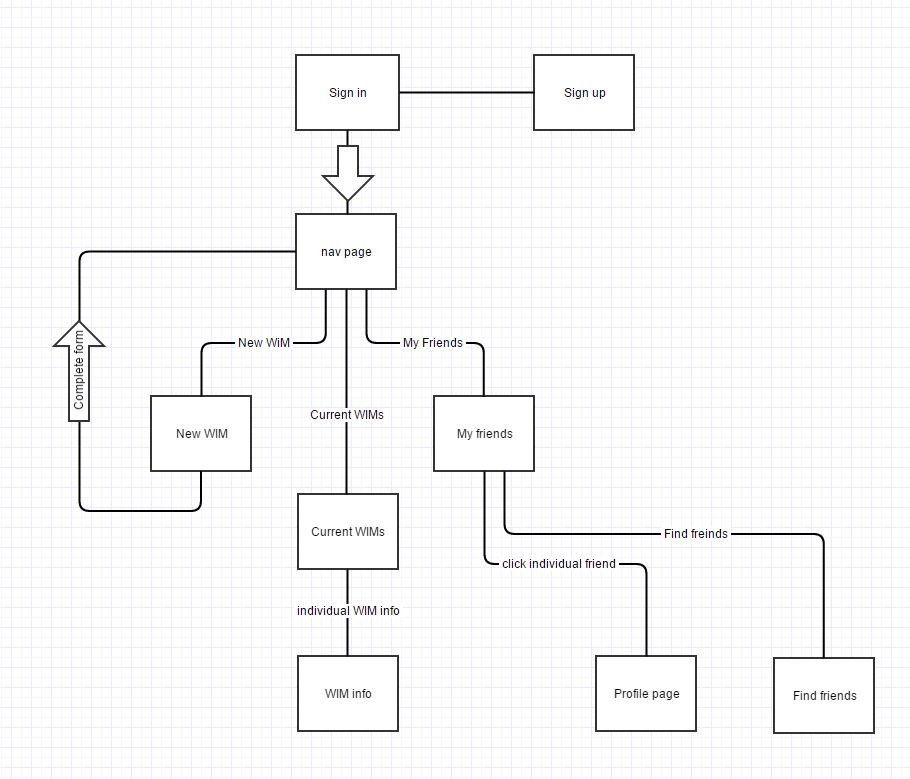 Sign in
Sign up
nav page
New WiM
My Friends
Complete form
Current WIMs
New WIM
My friends
Current WIMs
Find freinds
click individual friend
individual WIM info
WIM info
Profile page
Find friends